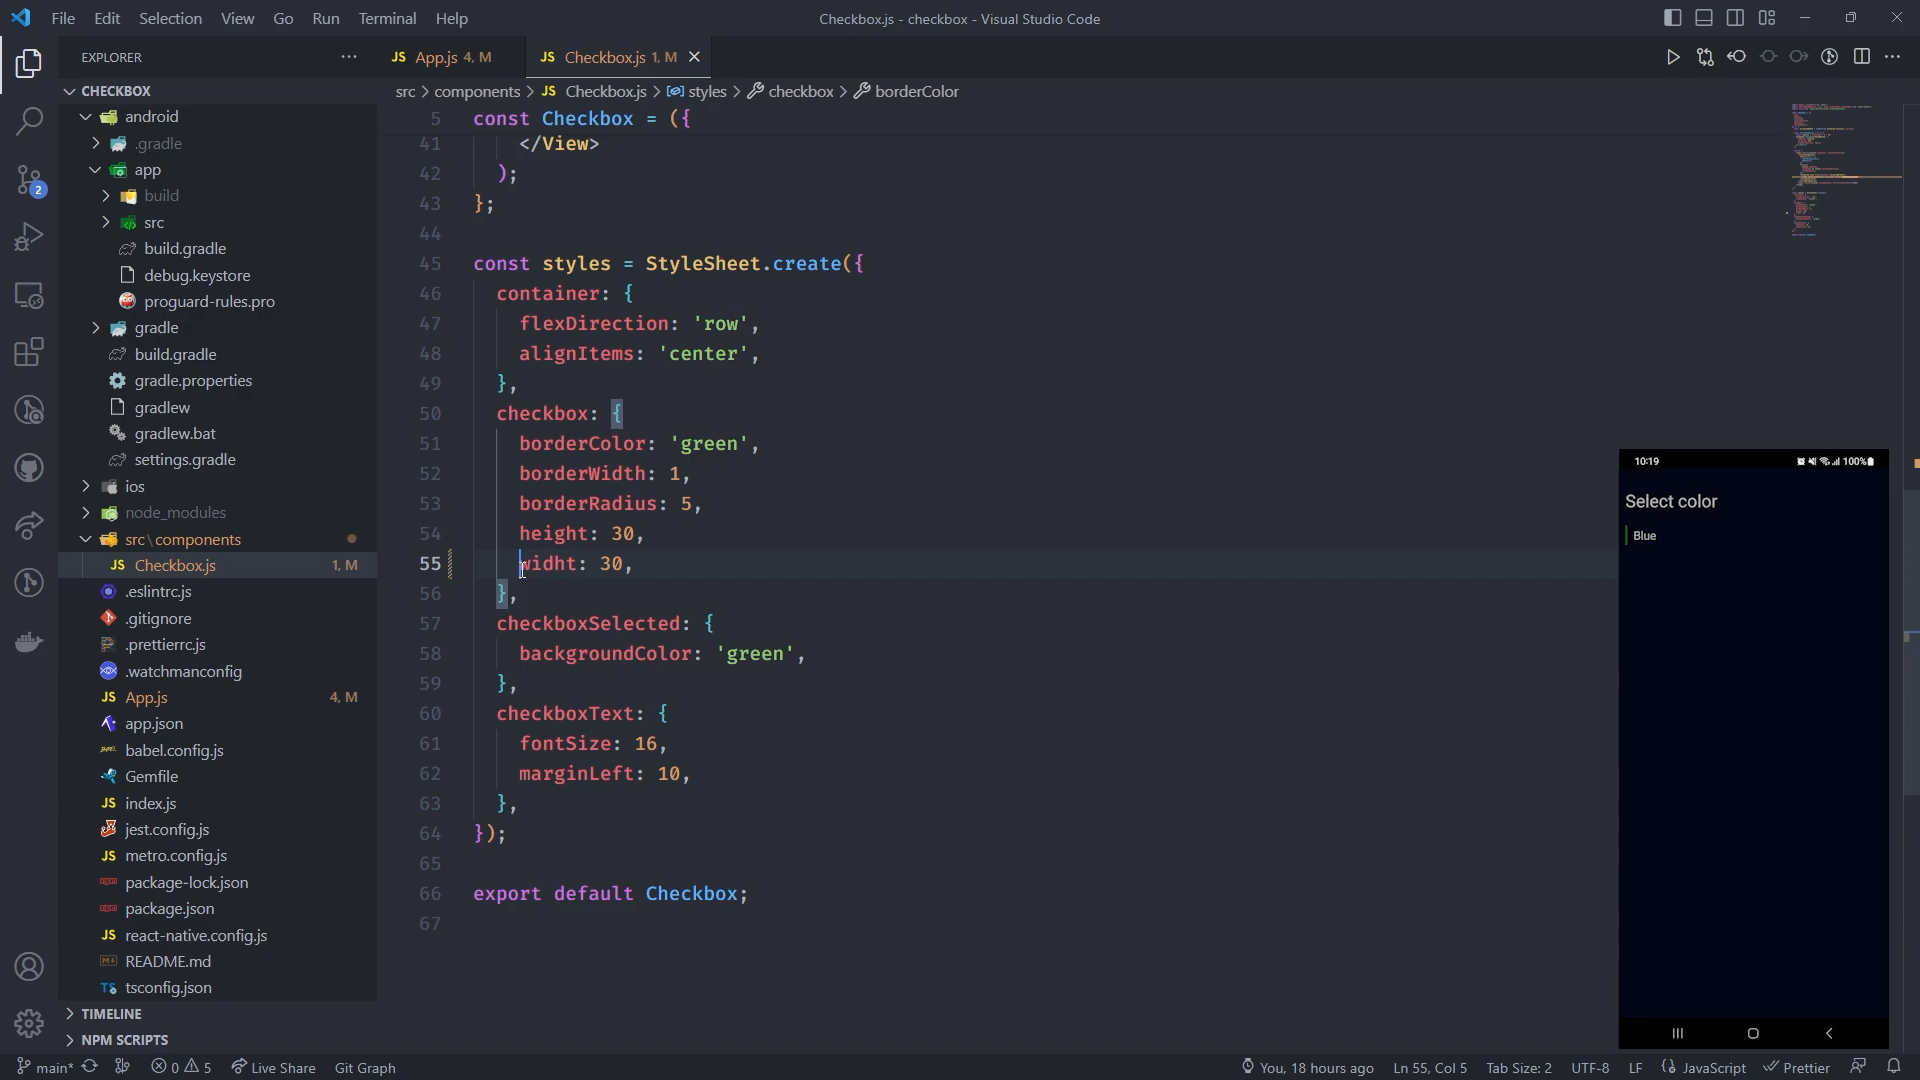 File Edit Selection View Go Run Terminal Help
Checkbox.js - checkbox - Visual Studio Code
EXPLORER
JS App.js 4, M
JS Checkbox.js 1, M
CHECKBOX
src > components > JS Checkbox.js > styles > checkbox > borderColor
android
.gradle
app
build
src
build.gradle
debug.keystore
proguard-rules.pro
gradle
build.gradle
gradle.properties
gradlew
gradlew.bat
settings.gradle
ios
node_modules
src\components
JS Checkbox.js 1, M
.eslintrc.js
.gitignore
.prettierrc.js
.watchmanconfig
JS App.js 4, M
app.json
babel.config.js
Gemfile
JS index.js
jest.config.js
JS metro.config.js
package-lock.json
package.json
JS react-native.config.js
README.md
TS tsconfig.json
TIMELINE
NPM SCRIPTS
2
5 const Checkbox = ({
41 </View>
42 );
43 };
44
45 const styles = StyleSheet.create({
46 container: {
47 flexDirection: 'row',
48 alignItems: 'center',
49 },
50 checkbox: {
51 borderColor: 'green',
52 borderWidth: 1,
53 borderRadius: 5,
54 height: 30,
55 widht: 30,
56 },
57 checkboxSelected: {
58 backgroundColor: 'green',
59 },
60 checkboxText: {
61 fontSize: 16,
62 marginLeft: 10,
63 },
64 });
65
66 export default Checkbox;
67
10:19 100%
Select color
Blue
main* 0 5 Live Share Git Graph
You, 18 hours ago Ln 55, Col 5 Tab Size: 2 UTF-8 LF {} JavaScript Prettier